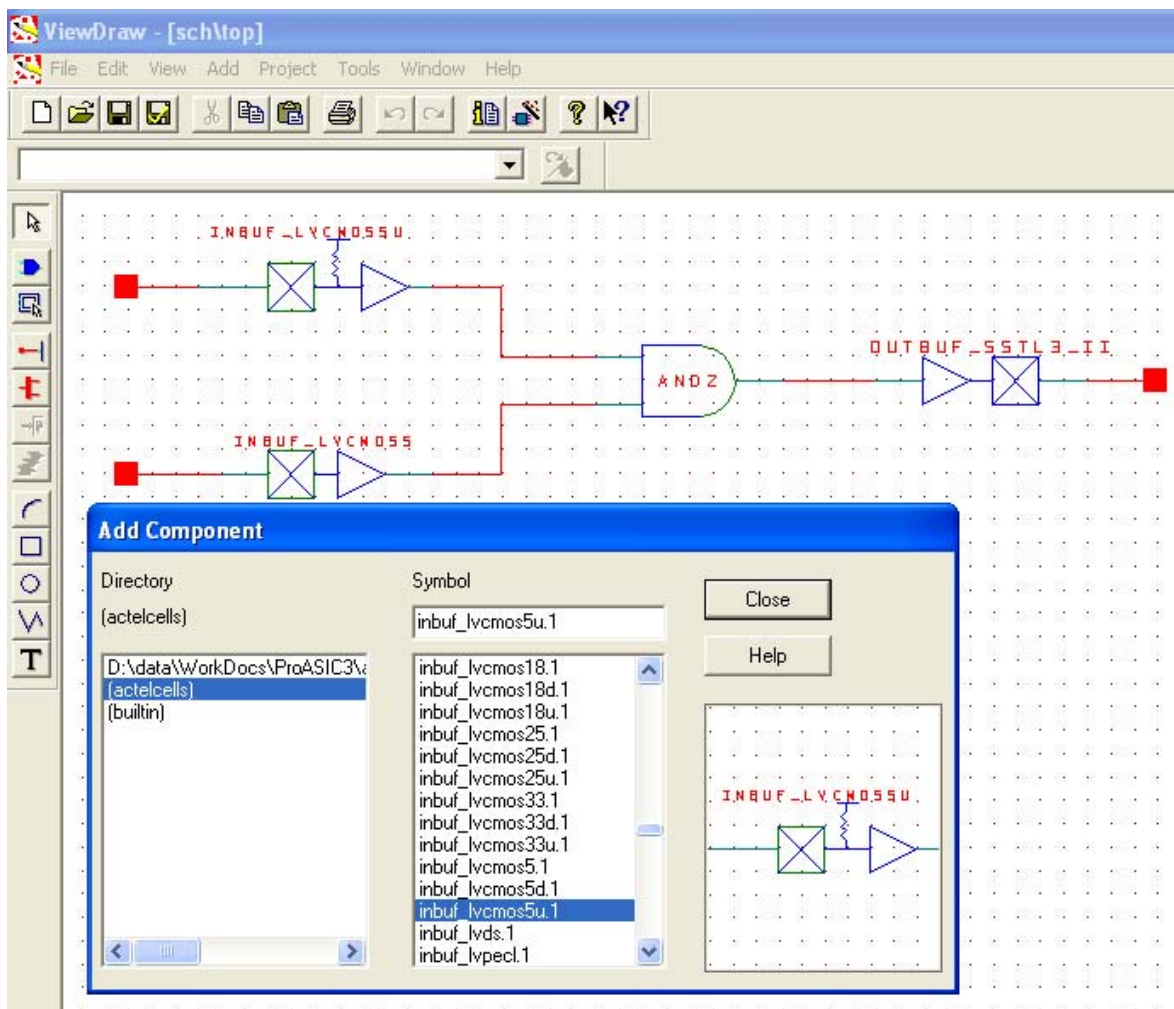 ViewDraw - [sch\top]
File Edit View Add Project Tools Window Help
INBUF_LVCMOS5U
OUTBUF_SSTL3_II
AND2
INBUF_LVCMOS5
Add Component
Directory
Symbol
(actelcells)
inbuf_lvcmos5u.1
Close
Help
D:\data\WorkDocs\ProASIC3\
(actelcells)
(builtin)
inbuf_lvcmos18.1
inbuf_lvcmos18d.1
inbuf_lvcmos18u.1
inbuf_lvcmos25.1
inbuf_lvcmos25d.1
inbuf_lvcmos25u.1
inbuf_lvcmos33.1
inbuf_lvcmos33d.1
inbuf_lvcmos33u.1
inbuf_lvcmos5.1
inbuf_lvcmos5d.1
inbuf_lvcmos5u.1
inbuf_lvds.1
inbuf_lvpecl.1
INBUF_LVCMOS5U
T